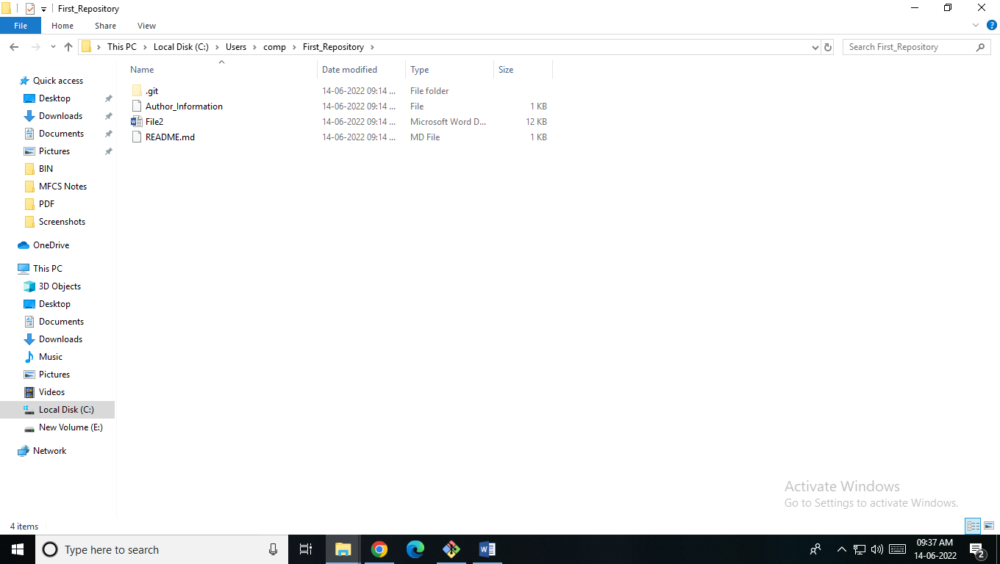 First_Repository
File Home Share View
This PC Local Disk (C:) Users comp First_Repository
Search First_Repository
Name Date modified Type Size
.git 14-06-2022 09:14 ... File folder
Author_Information 14-06-2022 09:14 ... File 1 KB
File2 14-06-2022 09:14 ... Microsoft Word D... 12 KB
README.md 14-06-2022 09:14 ... MD File 1 KB
Quick access
Desktop
Downloads
Documents
Pictures
BIN
MFCS Notes
PDF
Screenshots
OneDrive
This PC
3D Objects
Desktop
Documents
Downloads
Music
Pictures
Videos
Local Disk (C:)
New Volume (E:)
Network
Activate Windows
Go to Settings to activate Windows.
4 items
Type here to search
09:37 AM
14-06-2022
2